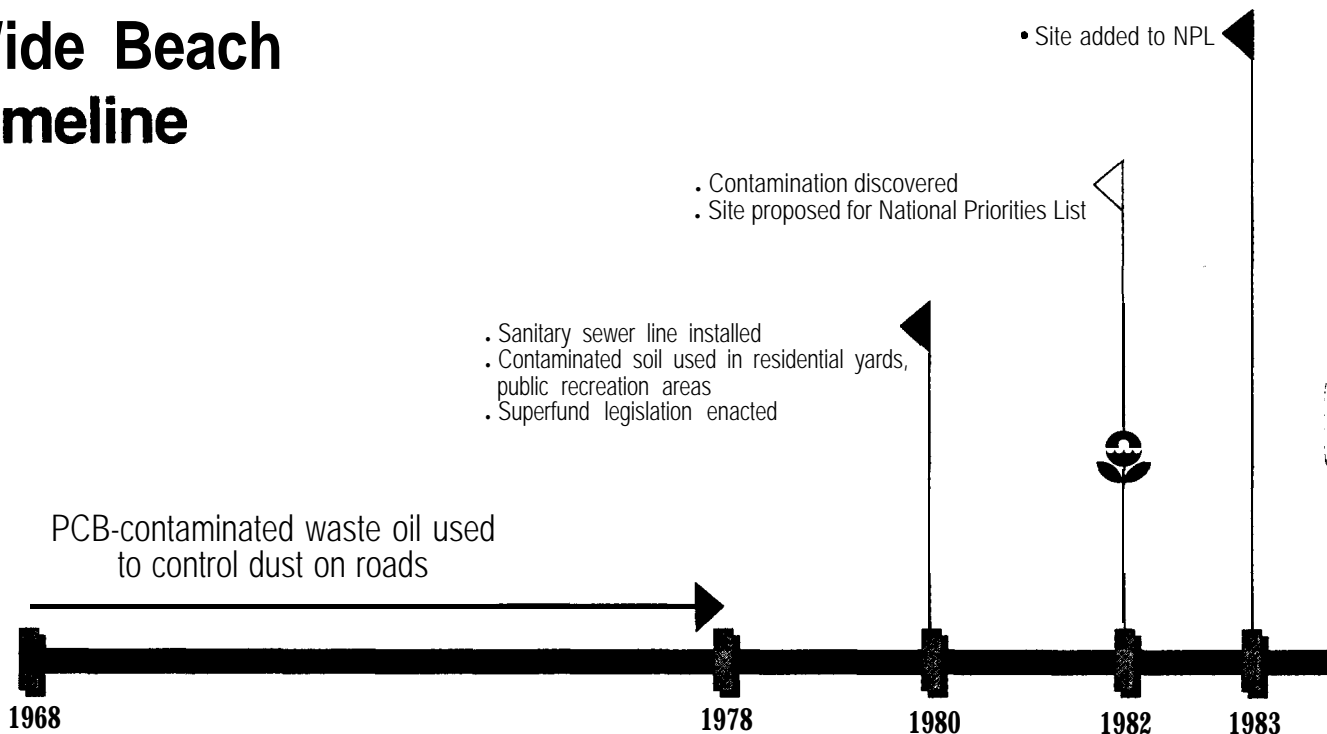 ide Beach
meline
• Site added to NPL
. Contamination discovered
. Site proposed for National Priorities List
. Sanitary sewer line installed
. Contaminated soil used in residential yards,
public recreation areas
. Superfund legislation enacted
PCB-contaminated waste oil used
to control dust on roads
1968
1978
1980
1982
1983